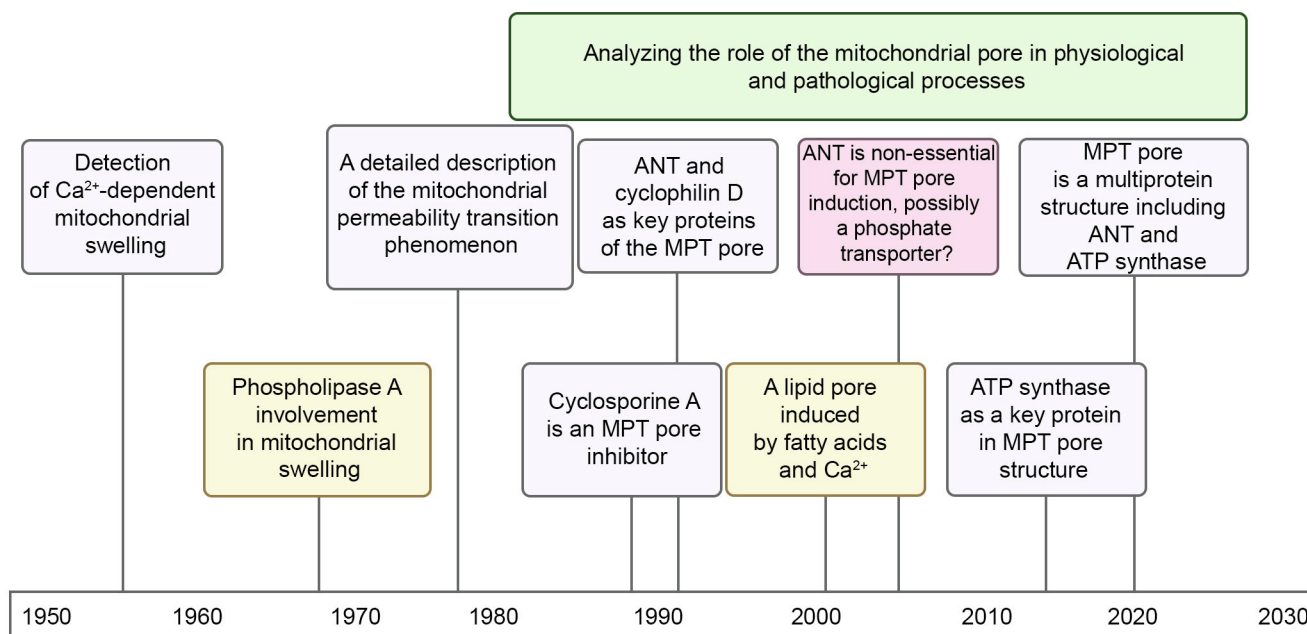 Analyzing the role of the mitochondrial pore in physiological
and pathological processes
Detection
of Ca²⁺-dependent
mitochondrial
swelling
A detailed description
of the mitochondrial
permeability transition
phenomenon
ANT and
cyclophilin D
as key proteins
of the MPT pore
ANT is non-essential
for MPT pore
induction, possibly
a phosphate
transporter?
MPT pore
is a multiprotein
structure including
ANT and
ATP synthase
Phospholipase A
involvement
in mitochondrial
swelling
Cyclosporine A
is an MPT pore
inhibitor
A lipid pore
induced
by fatty acids
and Ca²⁺
ATP synthase
as a key protein
in MPT pore
structure
1950 1960 1970 1980 1990 2000 2010 2020 2030